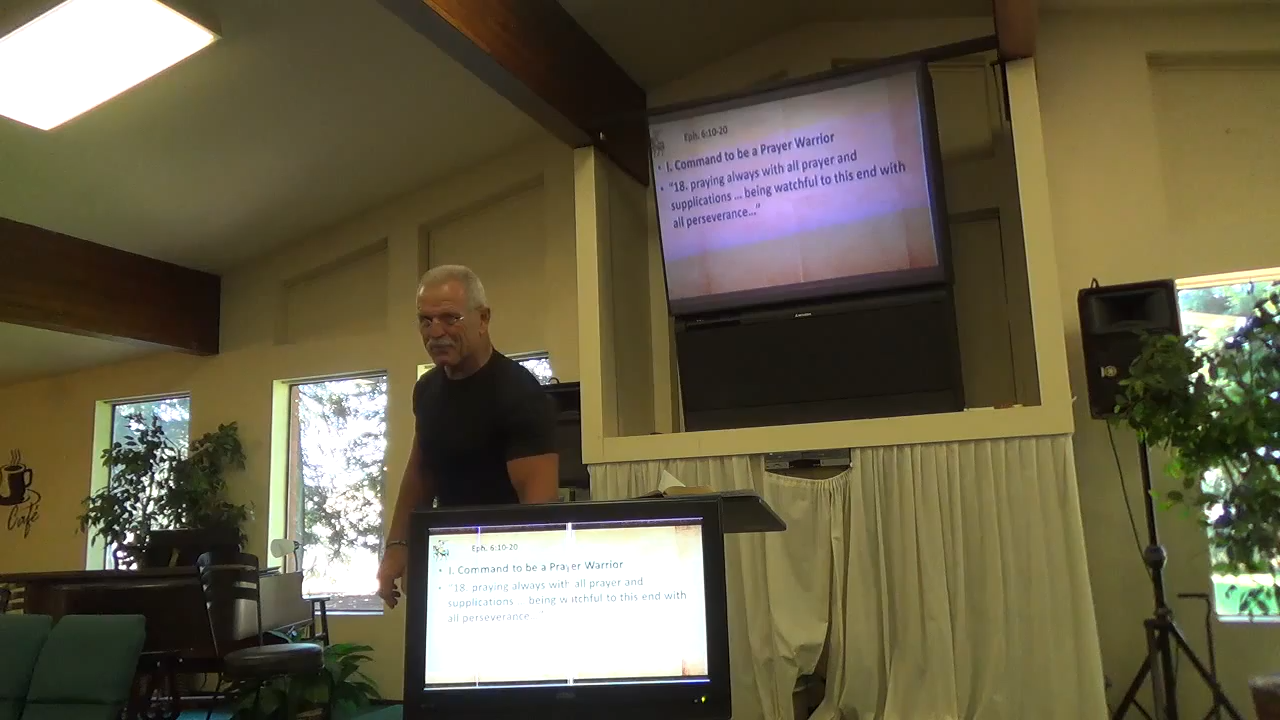 Eph. 6:10-20
• I. Command to be a Prayer Warrior
• "18. praying always with all prayer and
supplications ... being watchful to this end with
all perseverance..."
Café
Eph. 6:10-20
• I. Command to be a Prayer Warrior
• "18. praying always with all prayer and
supplications ... being watchful to this end with
all perseverance..."